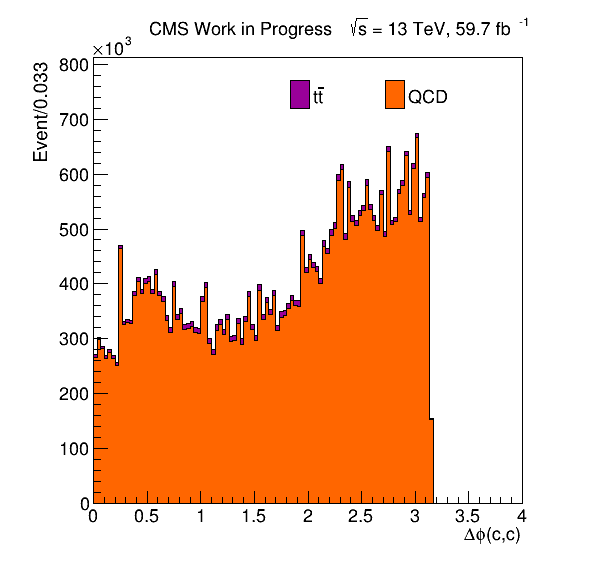 CMS Work in Progress √s = 13 TeV, 59.7 fb -1
×10³
Event/0.033
tt̄ QCD
800
700
600
500
400
300
200
100
0
0 0.5 1 1.5 2 2.5 3 3.5 4
Δϕ(c,c)